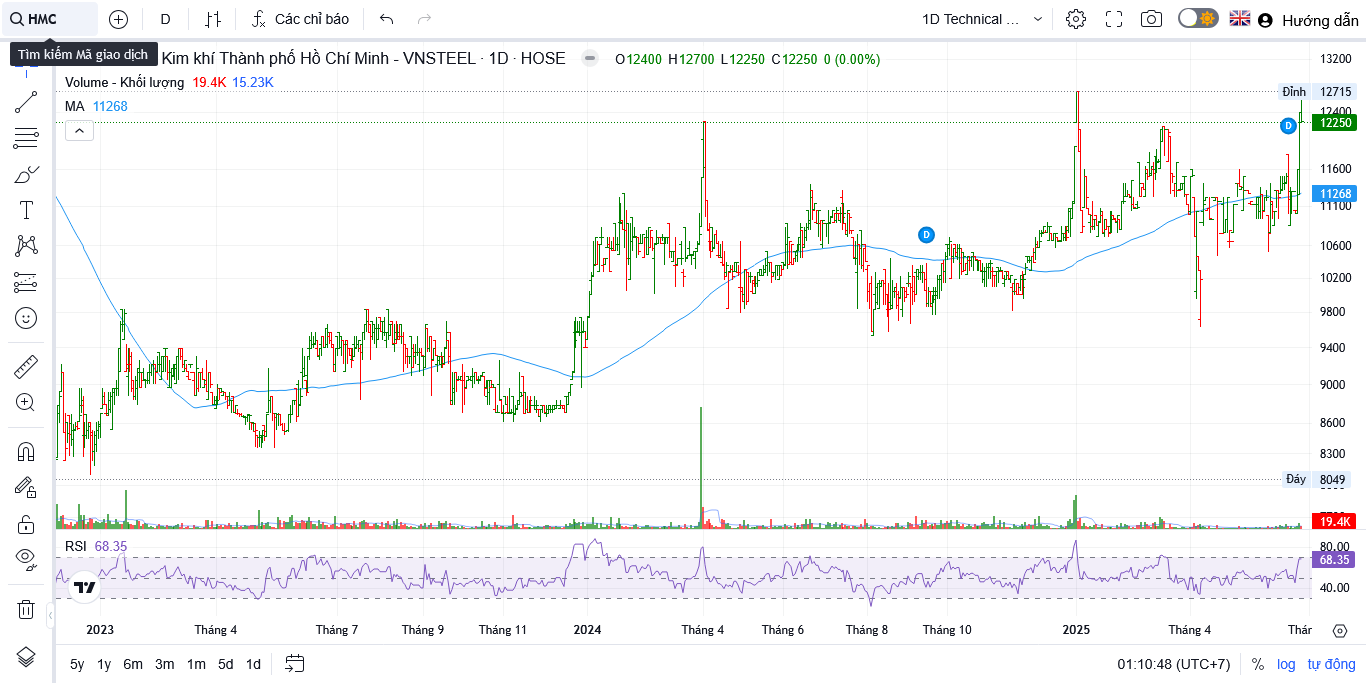 HMC D Các chỉ báo 1D Technical ... Hướng dẫn
Tìm kiếm Mã giao dịch
Kim khí Thành phố Hồ Chí Minh - VNSTEEL · 1D · HOSE O12400 H12700 L12250 C12250 0 (0.00%)
Volume - Khối lượng 19.4K 15.23K
MA 11268
13200
Đỉnh 12715
12400
12250
D
11600
11268
11100
D
10600
10200
9800
9400
9000
8600
8300
Đáy 8049
19.4K
RSI 68.35
80.00
68.35
40.00
2023 Tháng 4 Tháng 7 Tháng 9 Tháng 11 2024 Tháng 4 Tháng 6 Tháng 8 Tháng 10 2025 Tháng 4 Thár
5y 1y 6m 3m 1m 5d 1d 01:10:48 (UTC+7) % log tự động